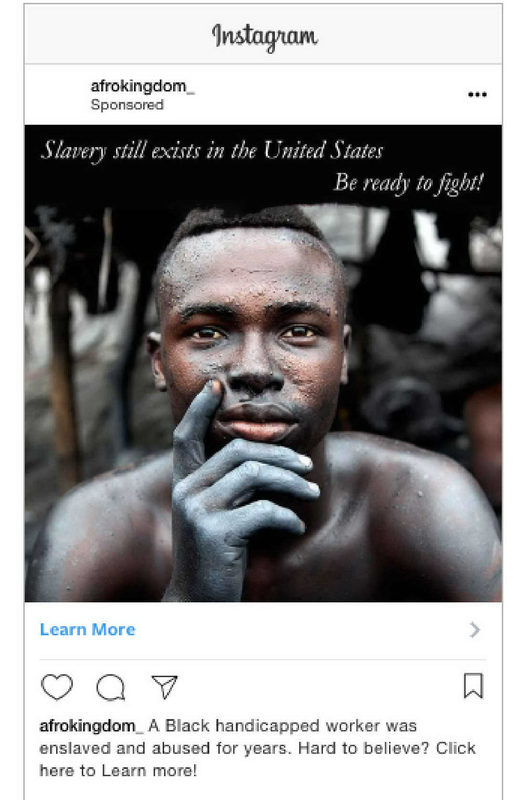 Instagram
afrokingdom_
Sponsored
Slavery still exists in the United States
Be ready to fight!
Learn More
afrokingdom_ A Black handicapped worker was
enslaved and abused for years. Hard to believe? Click
here to Learn more!